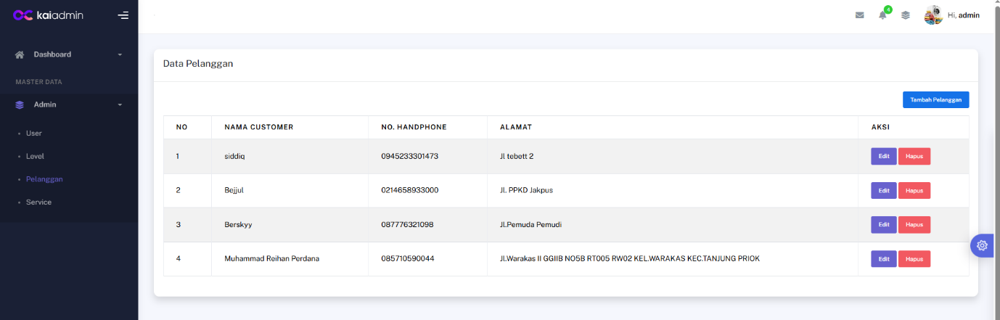 kaiadmin
4
Hi, admin
Dashboard
MASTER DATA
Admin
User
Level
Pelanggan
Service
Data Pelanggan
Tambah Pelanggan
NO NAMA CUSTOMER NO. HANDPHONE ALAMAT AKSI
1 siddiq 0945233301473 Jl tebett 2 Edit Hapus
2 Bejjul 0214658933000 Jl. PPKD Jakpus Edit Hapus
3 Berskyy 087776321098 Jl.Pemuda Pemudi Edit Hapus
4 Muhammad Reihan Perdana 085710590044 Jl.Warakas II GGIIB NO5B RT005 RW02 KEL.WARAKAS KEC.TANJUNG PRIOK Edit Hapus